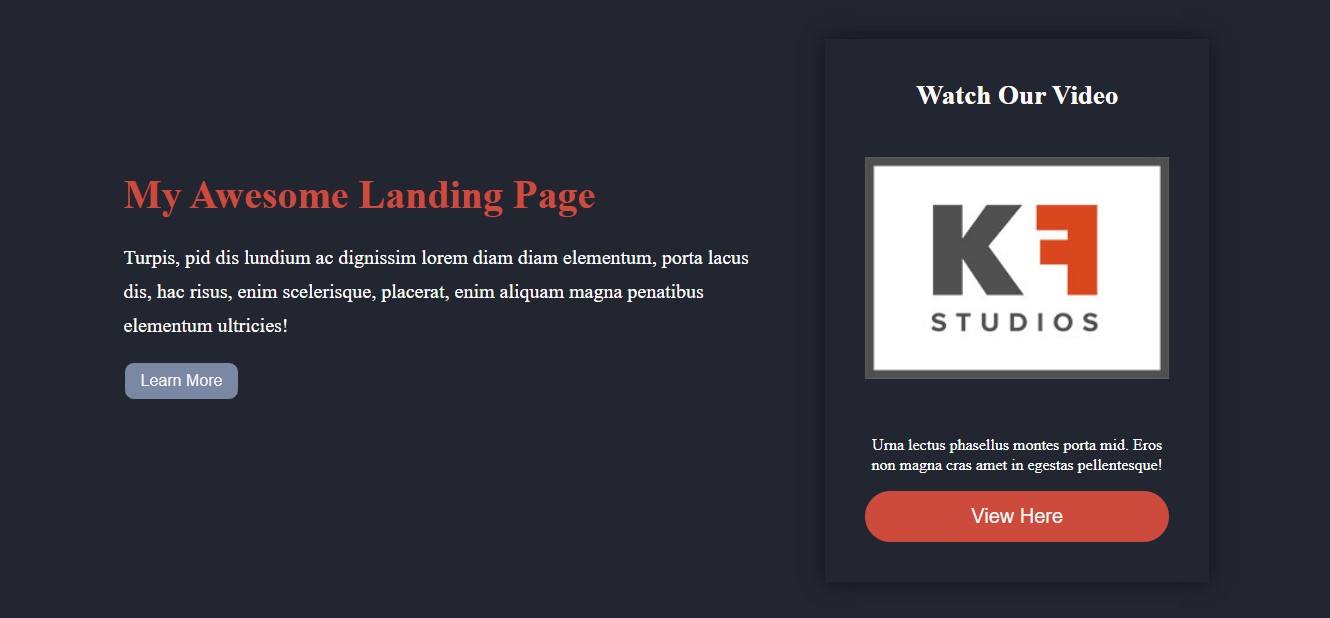 My Awesome Landing Page
Turpis, pid dis lundium ac dignissim lorem diam diam elementum, porta lacus
dis, hac risus, enim scelerisque, placerat, enim aliquam magna penatibus
elementum ultricies!
Learn More
Watch Our Video
KF
STUDIOS
Urna lectus phasellus montes porta mid. Eros
non magna cras amet in egestas pellentesque!
View Here